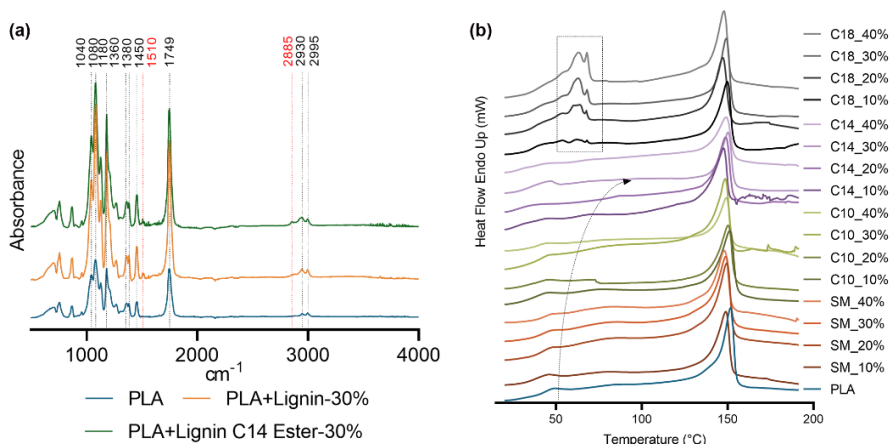 (a)
1040
1080
1180
1360
1380
1450
1510
1749
2885
2930
2995
Absorbance
1000
2000
3000
4000
cm-1
PLA
PLA+Lignin-30%
PLA+Lignin C14 Ester-30%
(b)
Heat Flow Endo Up (mW)
C18_40%
C18_30%
C18_20%
C18_10%
C14_40%
C14_30%
C14_20%
C14_10%
C10_40%
C10_30%
C10_20%
C10_10%
SM_40%
SM_30%
SM_20%
SM_10%
PLA
50
100
150
200
Temperature (°C)